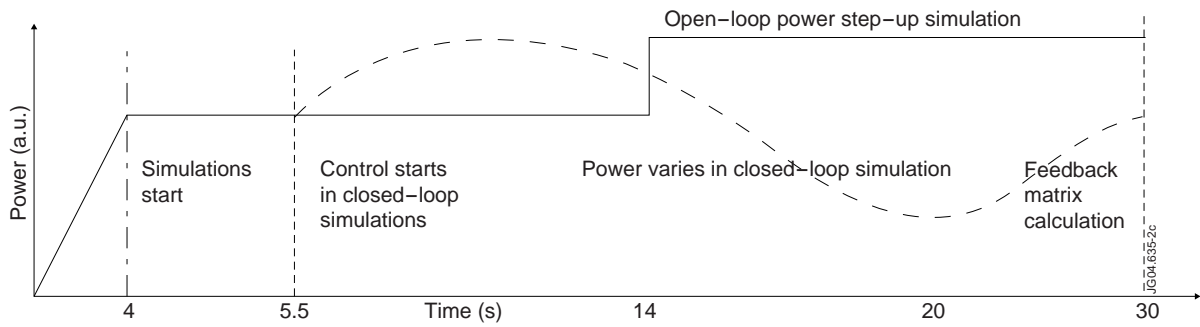 Open-loop power step-up simulation
Power (a.u.)
Simulations
start
Control starts
in closed-loop
simulations
Power varies in closed-loop simulation
Feedback
matrix
calculation
JG04.635-2c
4
5.5
Time (s)
14
20
30